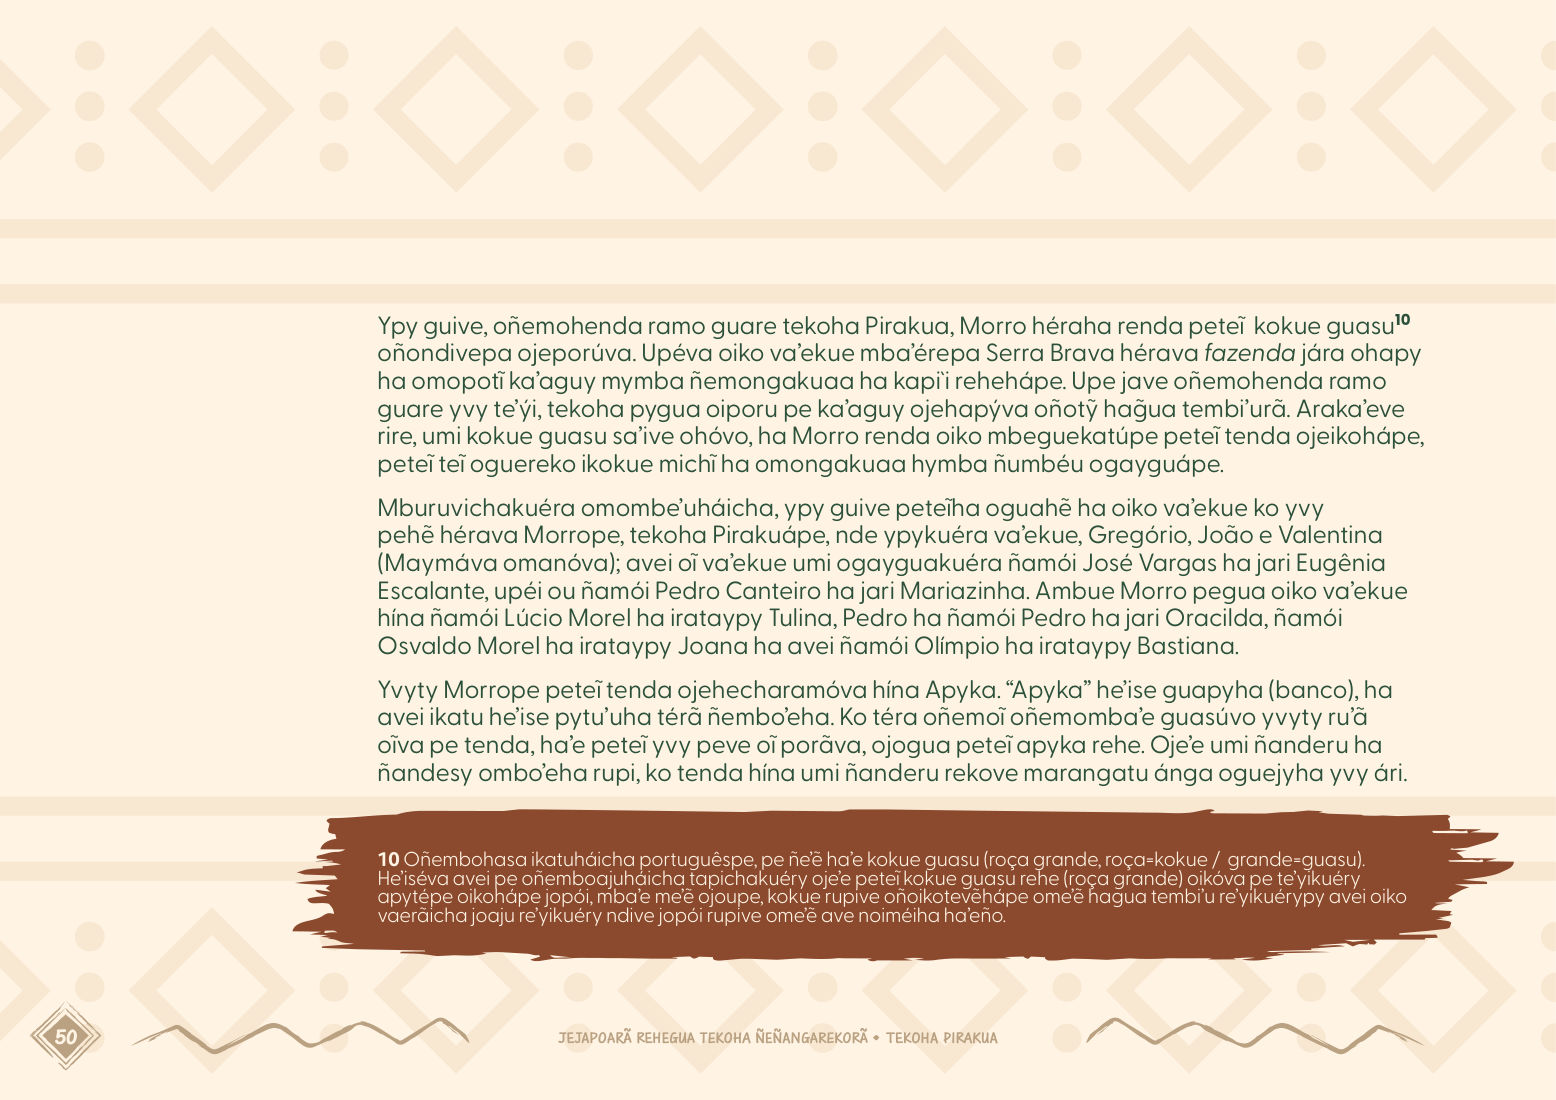 Ypy guive, oñemohenda ramo guare tekoha Pirakua, Morro héraha renda peteĩ kokue guasu¹⁰
oñondivepa ojeporúva. Upéva oiko va’ekue mba’érepa Serra Brava hérava fazenda jára ohapy
ha omopotĩ ka’aguy mymba ñemongakuaa ha kapi`i rehehápe. Upe jave oñemohenda ramo
guare yvy te’ýi, tekoha pygua oiporu pe ka’aguy ojehapýva oñotỹ hag̃ua tembi’urã. Araka’eve
rire, umi kokue guasu sa’ive ohóvo, ha Morro renda oiko mbeguekatúpe peteĩ tenda ojeikohápe,
peteĩ teĩ oguereko ikokue michĩ ha omongakuaa hymba ñumbéu ogayguápe.
Mburuvichakuéra omombe’uháicha, ypy guive peteĩha oguahẽ ha oiko va’ekue ko yvy
pehẽ hérava Morrope, tekoha Pirakuápe, nde ypykuéra va’ekue, Gregório, João e Valentina
(Maymáva omanóva); avei oĩ va’ekue umi ogayguakuéra ñamói José Vargas ha jari Eugênia
Escalante, upéi ou ñamói Pedro Canteiro ha jari Mariazinha. Ambue Morro pegua oiko va’ekue
hína ñamói Lúcio Morel ha irataypy Tulina, Pedro ha ñamói Pedro ha jari Oracilda, ñamói
Osvaldo Morel ha irataypy Joana ha avei ñamói Olímpio ha irataypy Bastiana.
Yvyty Morrope peteĩ tenda ojehecharamóva hína Apyka. “Apyka” he’ise guapyha (banco), ha
avei ikatu he’ise pytu’uha térã ñembo’eha. Ko téra oñemoĩ oñemomba’e guasúvo yvyty ru’ã
oĩva pe tenda, ha’e peteĩ yvy peve oĩ porãva, ojogua peteĩ apyka rehe. Oje’e umi ñanderu ha
ñandesy ombo’eha rupi, ko tenda hína umi ñanderu rekove marangatu ánga oguejyha yvy ári.
10 Oñembohasa ikatuháicha portuguêspe, pe ñe’ẽ ha’e kokue guasu (roça grande, roça=kokue / grande=guasu).
He’iséva avei pe oñemboajuháicha tapichakuéry oje’e peteĩ kokue guasu rehe (roça grande) oikóva pe te’yikuéry
apytépe oikohápe jopói, mba’e me’ẽ ojoupe, kokue rupive oñoikotevẽhápe ome’ẽ hag̃ua tembi’u re’yikuérypy avei oiko
vaerãicha joaju re’yikuéry ndive jopói rupive ome’ẽ ave noiméiha ha’eño.
50
JEJAPOARÃ REHEGUA TEKOHA ÑEÑANGAREKORÃ • TEKOHA PIRAKUA